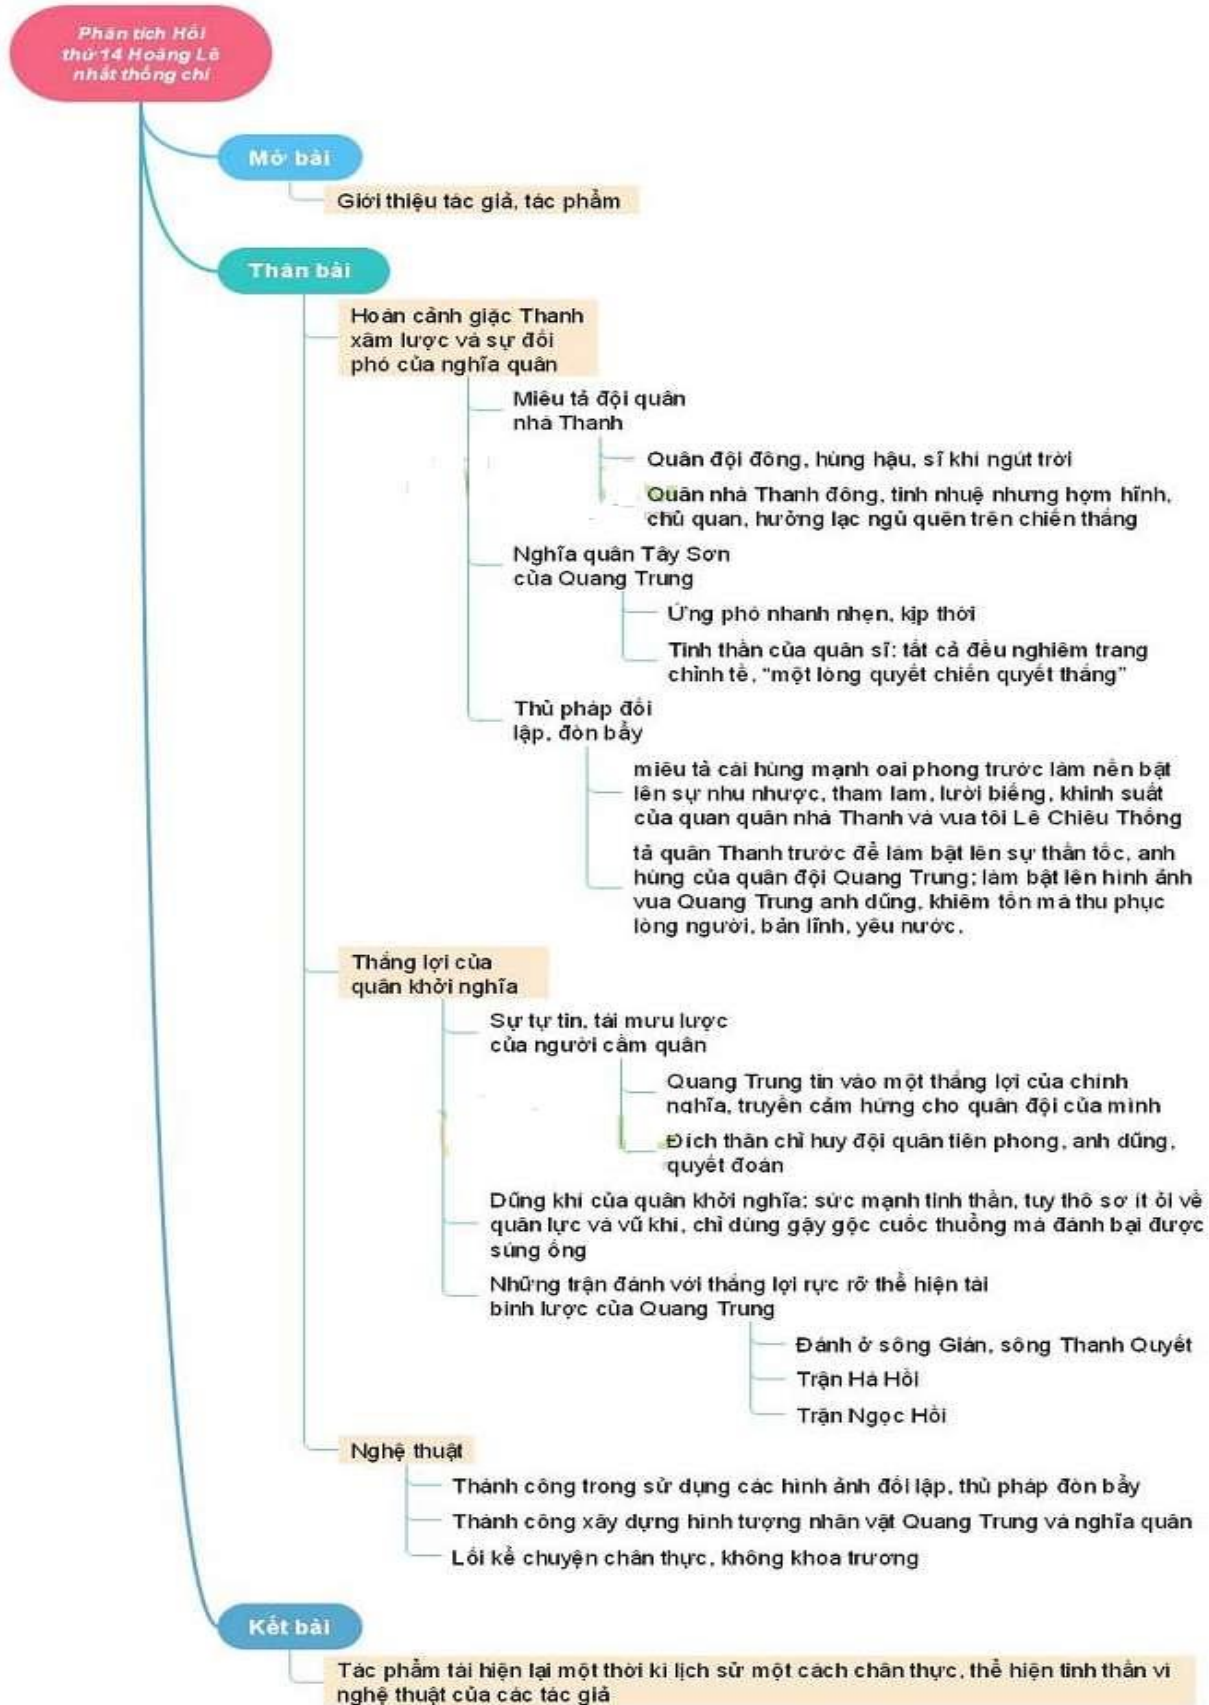 Phân tích Hồi
thứ 14 Hoàng Lê
nhất thống chí
Mở bài
Giới thiệu tác giả, tác phẩm
Thân bài
Hoàn cảnh giặc Thanh
xâm lược và sự đối
phó của nghĩa quân
Miêu tả đội quân
nhà Thanh
Quân đội đông, hùng hậu, sĩ khí ngút trời
Quân nhà Thanh đông, tinh nhuệ nhưng hợm hĩnh,
chủ quan, hưởng lạc ngủ quên trên chiến thắng
Nghĩa quân Tây Sơn
của Quang Trung
Ứng phó nhanh nhẹn, kịp thời
Tinh thần của quân sĩ: tất cả đều nghiêm trang
chỉnh tề, “một lòng quyết chiến quyết thắng”
Thủ pháp đối
lập, đòn bẩy
miêu tả cái hùng mạnh oai phong trước làm nền bật
lên sự nhu nhược, tham lam, lười biếng, khinh suất
của quan quân nhà Thanh và vua tôi Lê Chiêu Thống
tả quân Thanh trước để làm bật lên sự thần tốc, anh
hùng của quân đội Quang Trung; làm bật lên hình ảnh
vua Quang Trung anh dũng, khiêm tốn mà thu phục
lòng người, bản lĩnh, yêu nước.
Thắng lợi của
quân khởi nghĩa
Sự tự tin, tài mưu lược
của người cầm quân
Quang Trung tin vào một thắng lợi của chính
nghĩa, truyền cảm hứng cho quân đội của mình
Đích thân chỉ huy đội quân tiên phong, anh dũng,
quyết đoán
Dũng khí của quân khởi nghĩa: sức mạnh tinh thần, tuy thô sơ ít ỏi về
quân lực và vũ khí, chỉ dùng gậy gộc cuốc thuổng mà đánh bại được
súng ống
Những trận đánh với thắng lợi rực rỡ thể hiện tài
binh lược của Quang Trung
Đánh ở sông Gián, sông Thanh Quyết
Trận Hà Hồi
Trận Ngọc Hồi
Nghệ thuật
Thành công trong sử dụng các hình ảnh đối lập, thủ pháp đòn bẩy
Thành công xây dựng hình tượng nhân vật Quang Trung và nghĩa quân
Lối kể chuyện chân thực, không khoa trương
Kết bài
Tác phẩm tái hiện lại một thời kì lịch sử một cách chân thực, thể hiện tinh thần vì
nghệ thuật của các tác giả